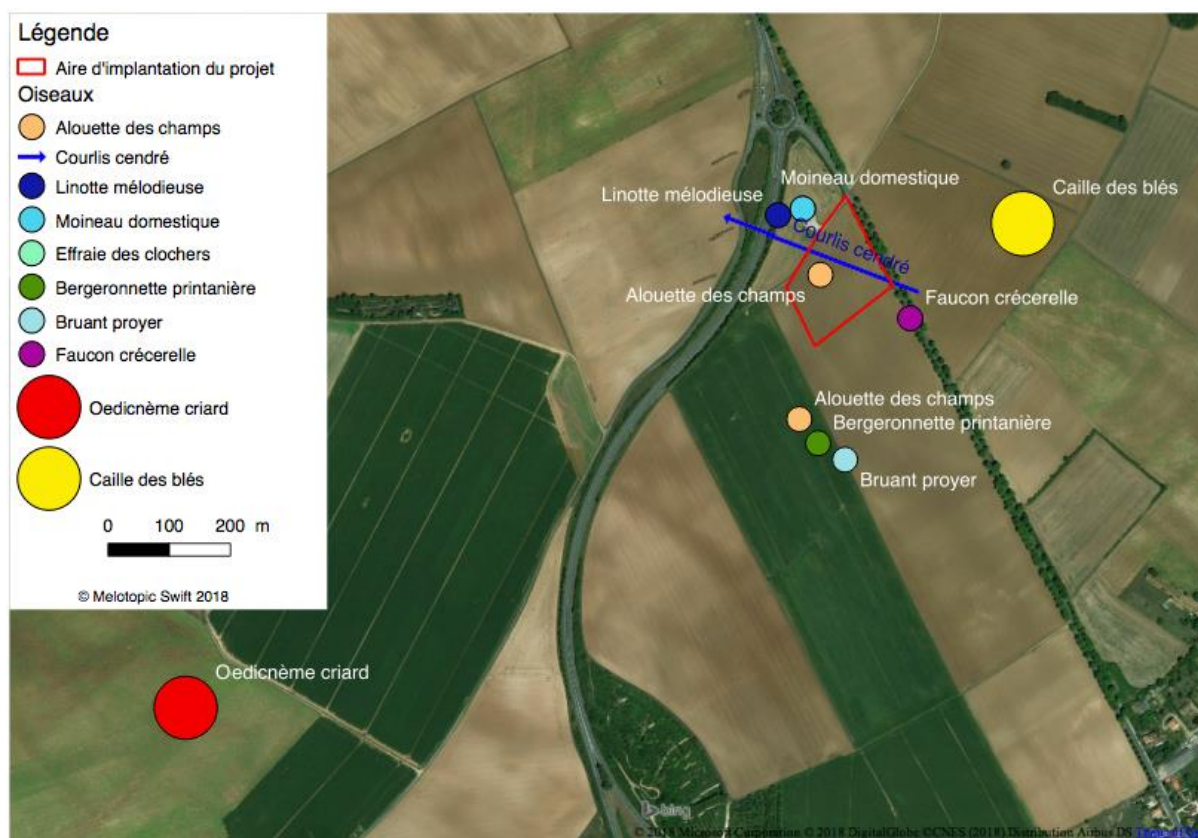 Légende
Aire d'implantation du projet
Oiseaux
Alouette des champs
Courlis cendré
Linotte mélodieuse
Moineau domestique
Effraie des clochers
Bergeronnette printanière
Bruant proyer
Faucon crécerelle
Oedicnème criard
Caille des blés
0 100 200 m
© Melotopic Swift 2018
Moineau domestique
Linotte mélodieuse
Caille des blés
Courlis cendré
Alouette des champs
Faucon crécerelle
Alouette des champs
Bergeronnette printanière
Bruant proyer
Oedicnème criard
bing
© 2018 Microsoft Corporation © 2018 DigitalGlobe ©CNES (2018) Distribution Airbus DS